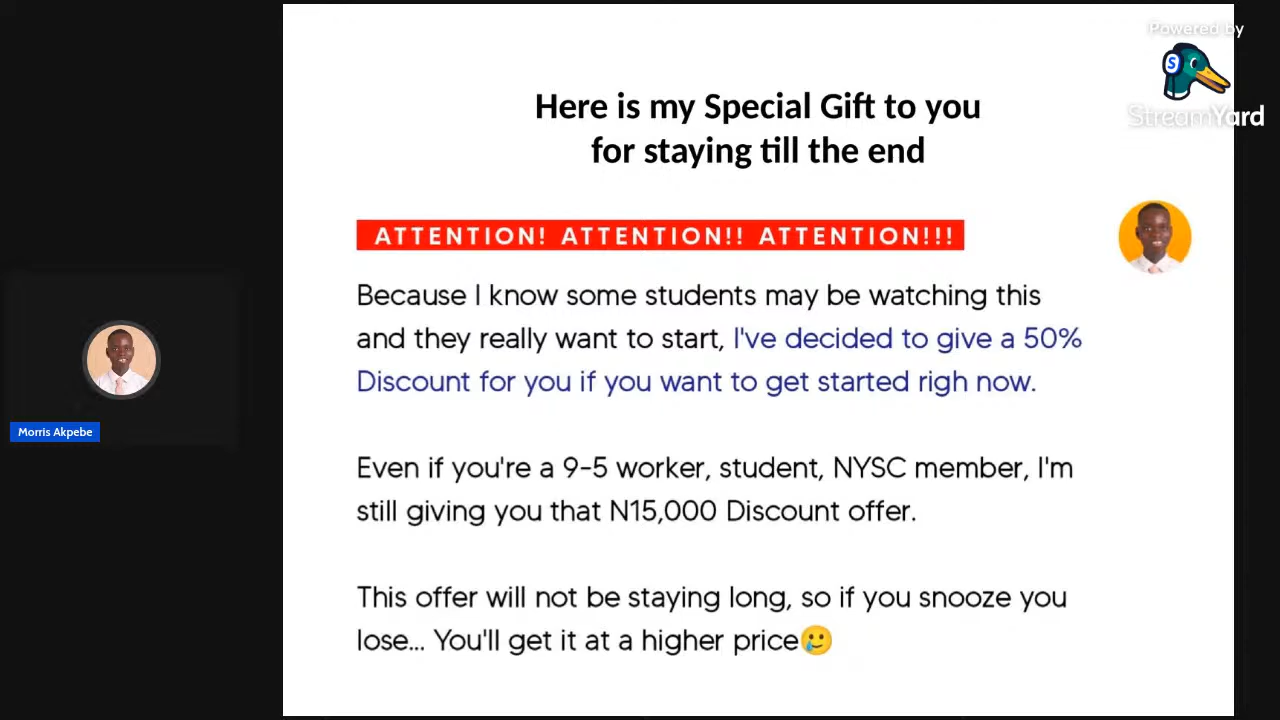 Powered by
StreamYard
Here is my Special Gift to you
for staying till the end
ATTENTION! ATTENTION!! ATTENTION!!!
Because I know some students may be watching this
and they really want to start, I've decided to give a 50%
Discount for you if you want to get started righ now.
Even if you're a 9-5 worker, student, NYSC member, I'm
still giving you that N15,000 Discount offer.
This offer will not be staying long, so if you snooze you
lose... You'll get it at a higher price🥲
Morris Akpebe